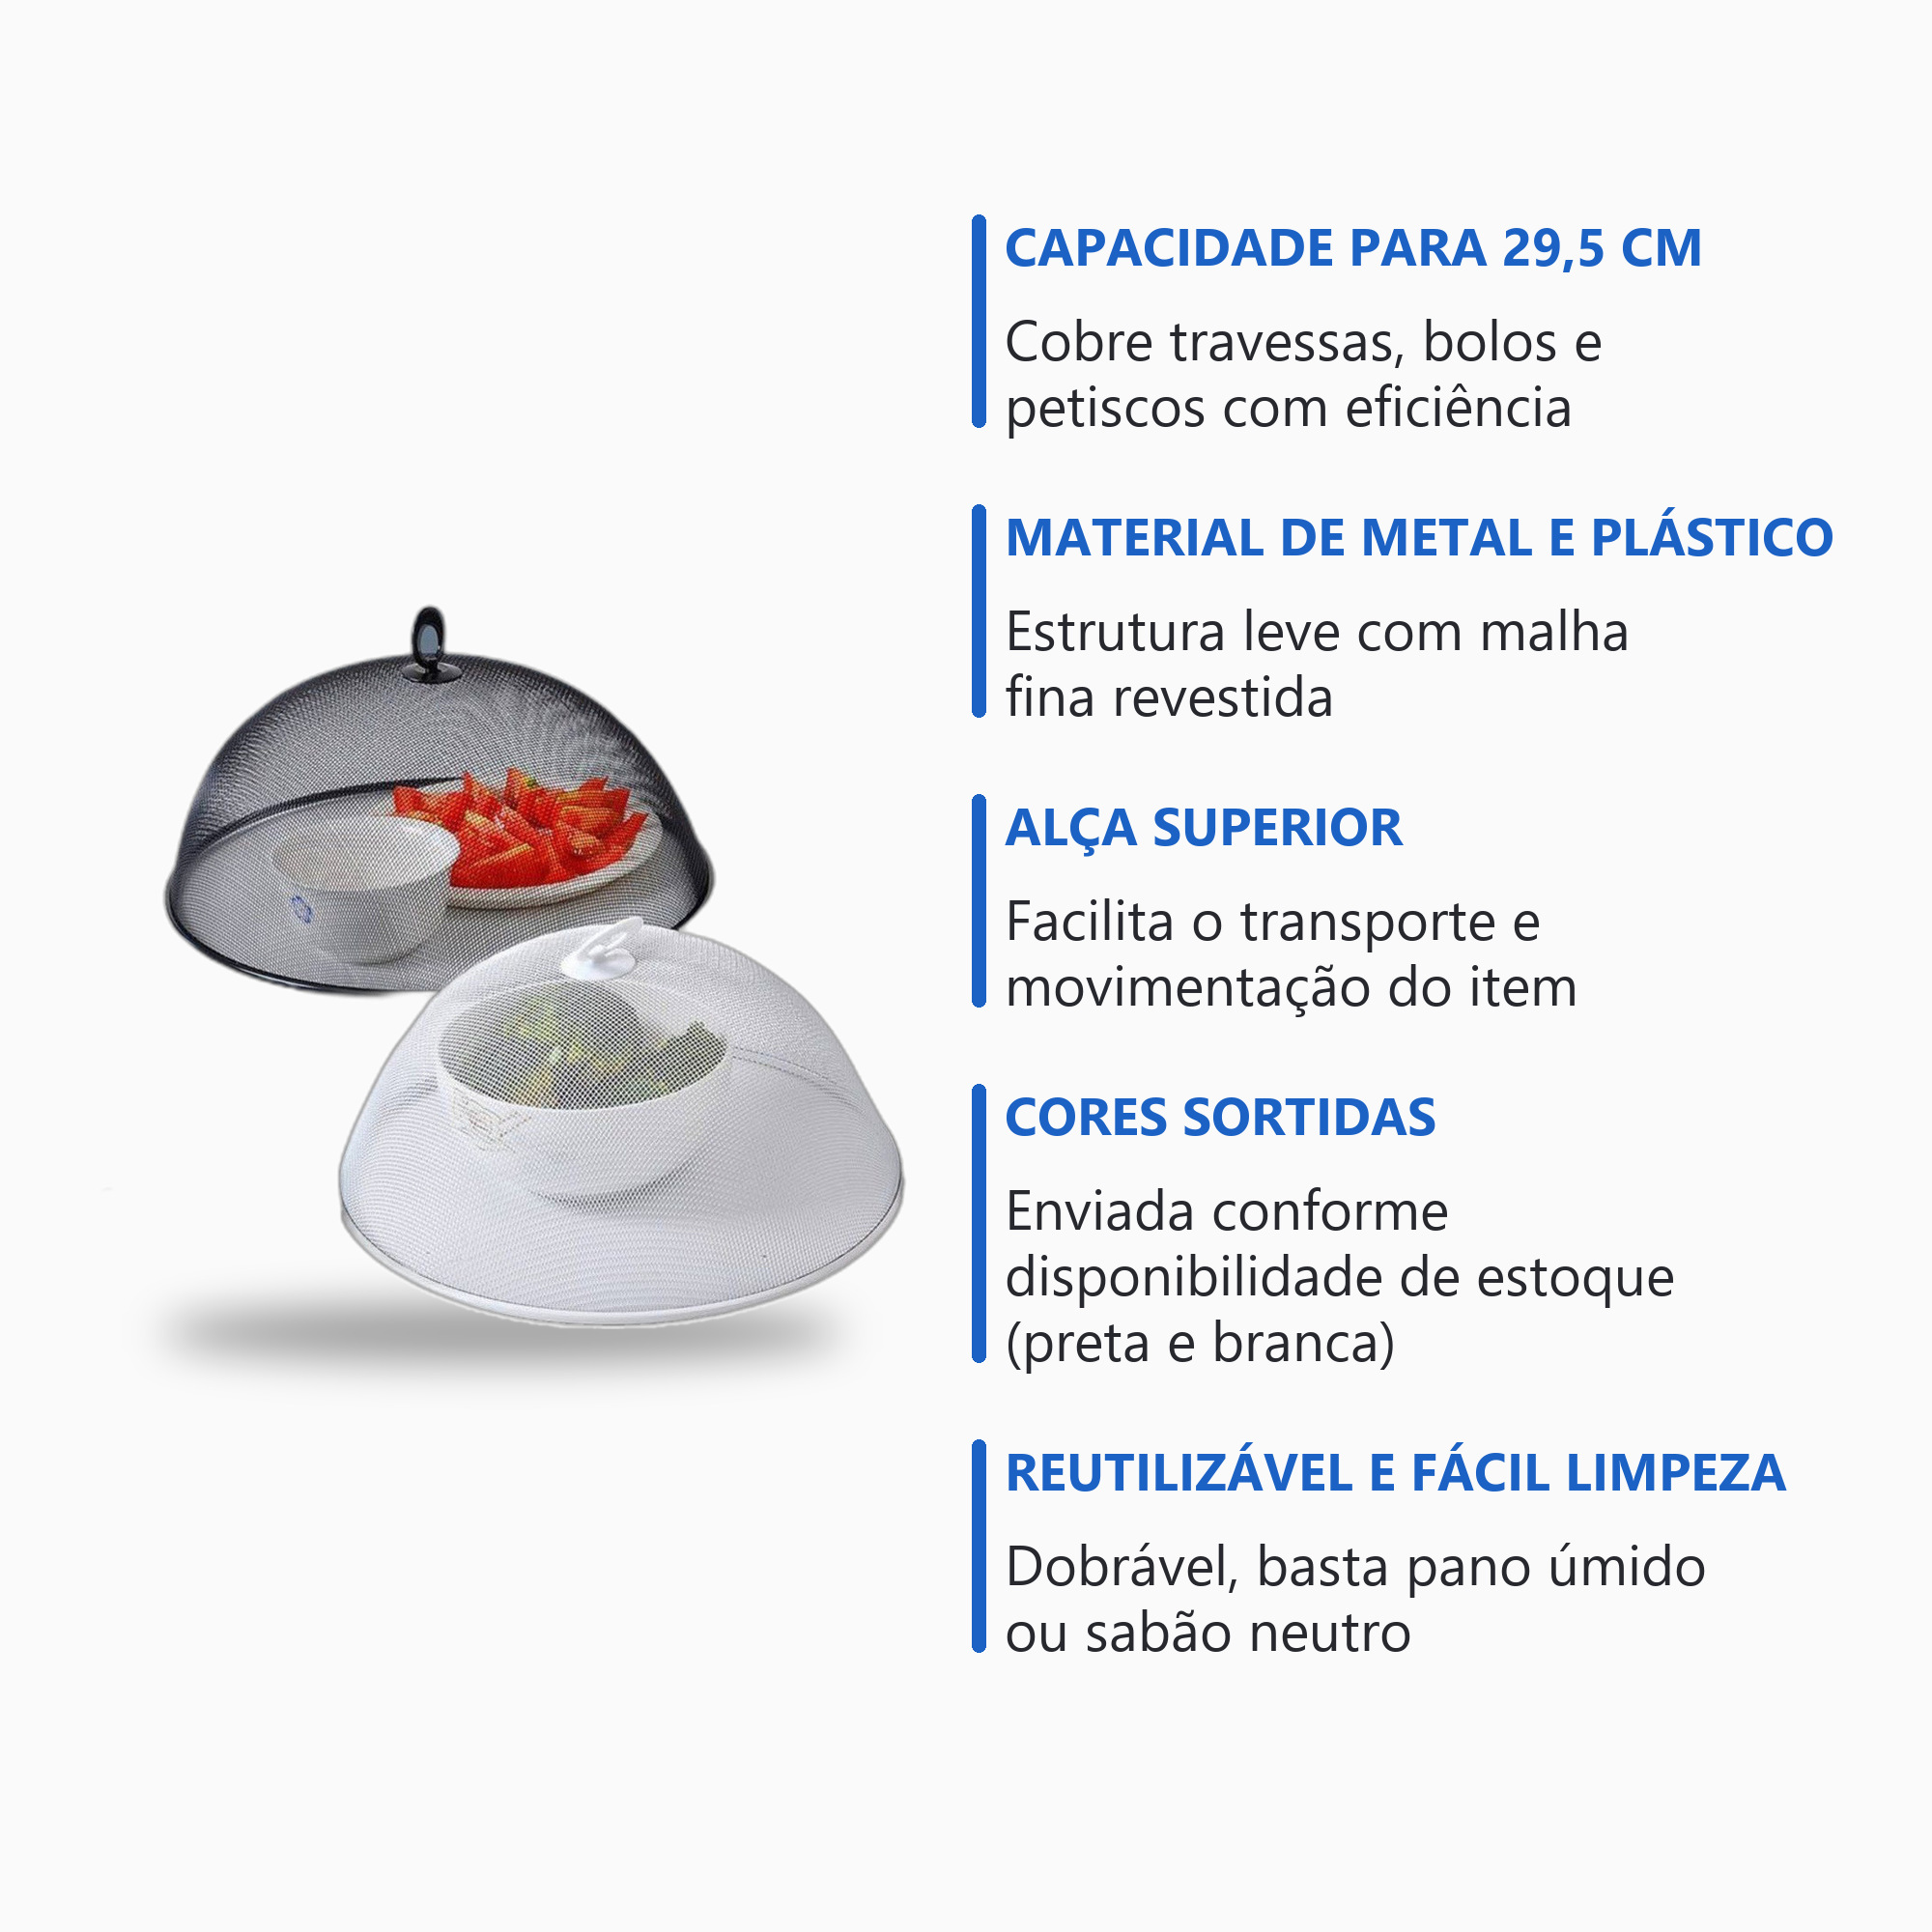 CAPACIDADE PARA 29,5 CM
Cobre travessas, bolos e
petiscos com eficiência
MATERIAL DE METAL E PLÁSTICO
Estrutura leve com malha
fina revestida
ALÇA SUPERIOR
Facilita o transporte e
movimentação do item
CORES SORTIDAS
Enviada conforme
disponibilidade de estoque
(preta e branca)
REUTILIZÁVEL E FÁCIL LIMPEZA
Dobrável, basta pano úmido
ou sabão neutro